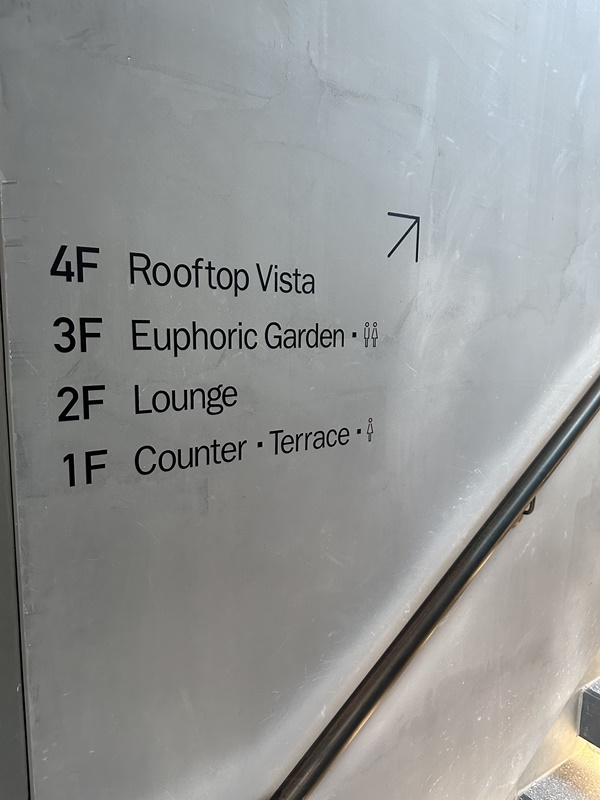 4F Rooftop Vista
3F Euphoric Garden ·
2F Lounge
1F Counter · Terrace ·